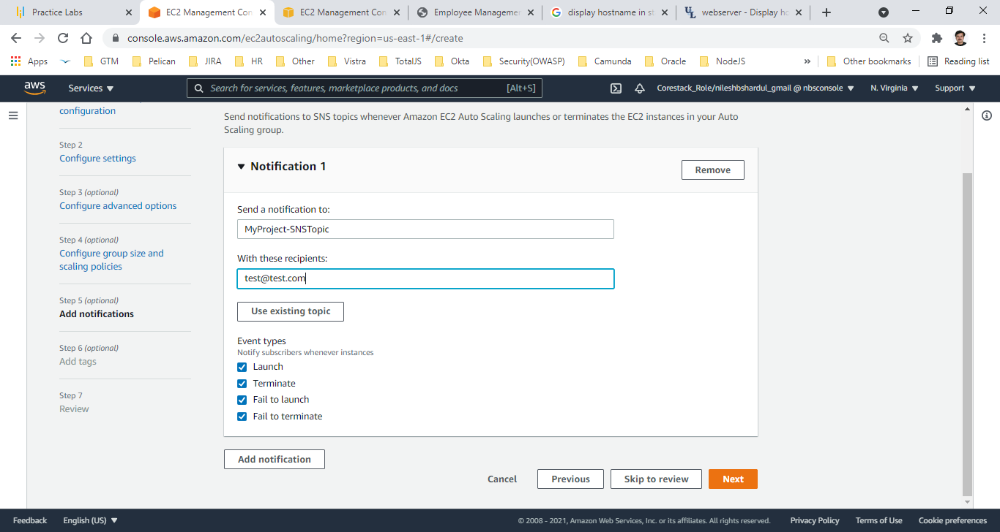 Practice Labs
EC2 Management Con
EC2 Management Con
Employee Managemen
display hostname in st
webserver - Display ho
console.aws.amazon.com/ec2autoscaling/home?region=us-east-1#/create
Apps
GTM
Pelican
JIRA
HR
Other
Vistra
TotalJS
Okta
Security(OWASP)
Camunda
Oracle
NodeJS
»
Other bookmarks
Reading list
aws
Services
Search for services, features, marketplace products, and docs
[Alt+S]
Corestack_Role/nileshbshardul_gmail @ nbsconsole
N. Virginia
Support
configuration
Step 2
Configure settings
Step 3 (optional)
Configure advanced options
Step 4 (optional)
Configure group size and
scaling policies
Step 5 (optional)
Add notifications
Step 6 (optional)
Add tags
Step 7
Review
Send notifications to SNS topics whenever Amazon EC2 Auto Scaling launches or terminates the EC2 instances in your Auto
Scaling group.
Notification 1
Remove
Send a notification to:
MyProject-SNSTopic
With these recipients:
test@test.com
Use existing topic
Event types
Notify subscribers whenever instances
Launch
Terminate
Fail to launch
Fail to terminate
Add notification
Cancel
Previous
Skip to review
Next
Feedback
English (US)
© 2008 - 2021, Amazon Web Services, Inc. or its affiliates. All rights reserved.
Privacy Policy
Terms of Use
Cookie preferences